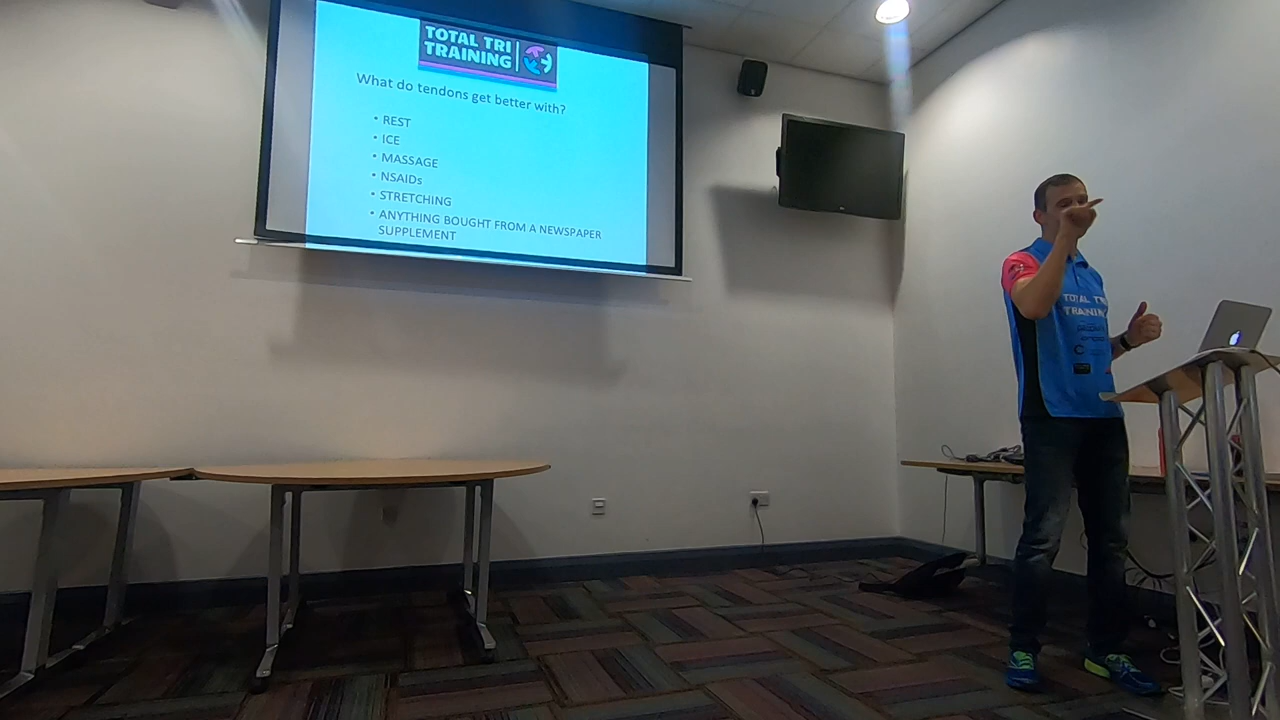 TOTAL TRI
TRAINING
What do tendons get better with?
• REST
• ICE
• MASSAGE
• NSAIDs
• STRETCHING
• ANYTHING BOUGHT FROM A NEWSPAPER
SUPPLEMENT
TOTAL TRI
TRAINING